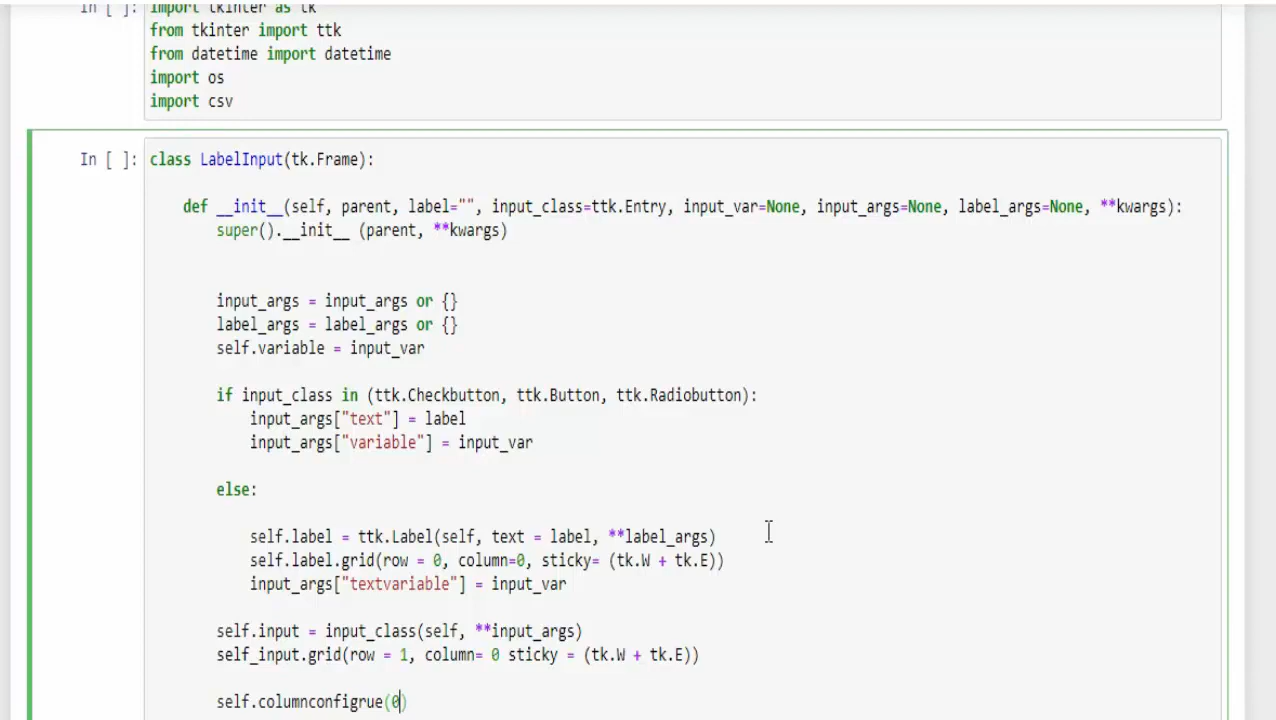 In [ ]: import tkinter as tk
from tkinter import ttk
from datetime import datetime
import os
import csv
In [ ]: class LabelInput(tk.Frame):
def __init__(self, parent, label="", input_class=ttk.Entry, input_var=None, input_args=None, label_args=None, **kwargs):
super().__init__ (parent, **kwargs)
input_args = input_args or {}
label_args = label_args or {}
self.variable = input_var
if input_class in (ttk.Checkbutton, ttk.Button, ttk.Radiobutton):
input_args["text"] = label
input_args["variable"] = input_var
else:
self.label = ttk.Label(self, text = label, **label_args)
self.label.grid(row = 0, column=0, sticky= (tk.W + tk.E))
input_args["textvariable"] = input_var
self.input = input_class(self, **input_args)
self_input.grid(row = 1, column= 0 sticky = (tk.W + tk.E))
self.columnconfigrue(0)